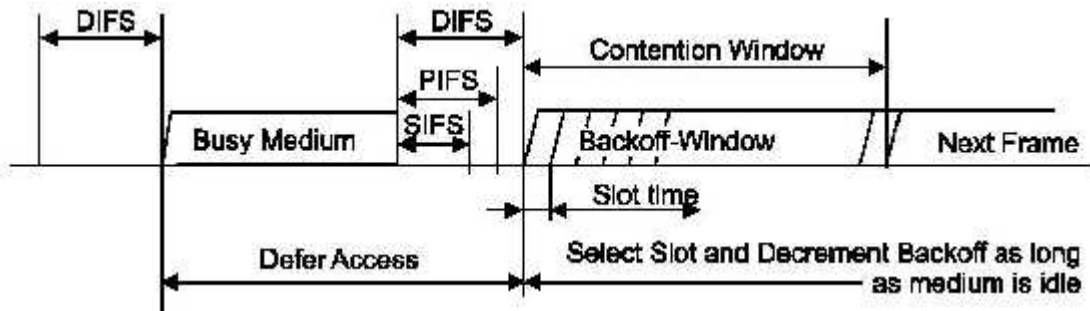 DIFS
DIFS
Contention Window
PIFS
SIFS
Busy Medium
Backoff-Window
Next Frame
Slot time
Defer Access
Select Slot and Decrement Backoff as long
as medium is idle